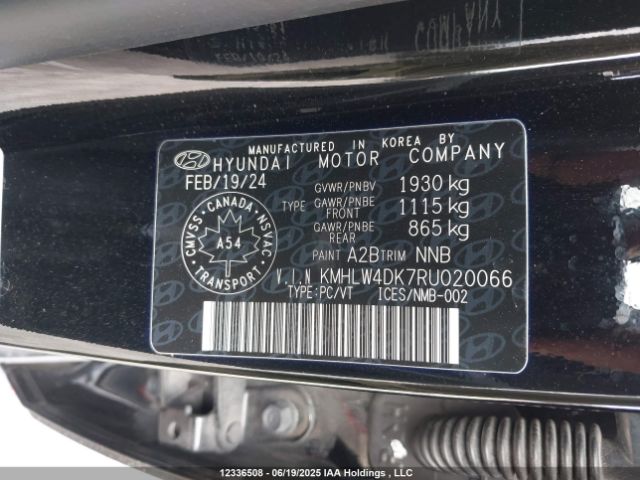 MANUFACTURED IN KOREA BY
HYUNDAI MOTOR COMPANY
FEB/19/24
GVWR/PNBV 1930 kg
TYPE GAWR/PNBE FRONT 1115 kg
GAWR/PNBE REAR 865 kg
CMVSS · CANADA · NSVAC
A54
TRANSPORT
PAINT A2B TRIM NNB
V.I.N KMHLW4DK7RU020066
TYPE:PC/VT ICES/NMB-002
12336508 - 06/19/2025 IAA Holdings , LLC